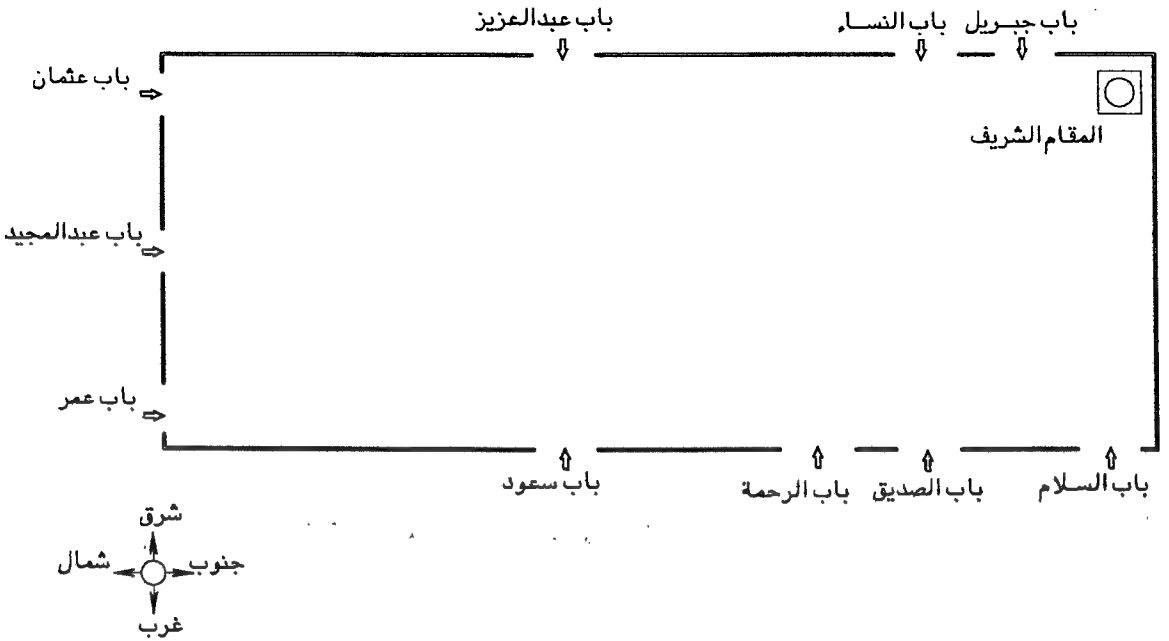 باب جبريل
باب النساء
باب عبدالعزيز
باب عثمان
المقام الشريف
باب عبدالمجيد
باب عمر
باب السلام
باب الصديق
باب الرحمة
باب سعود
شرق
جنوب
شمال
غرب